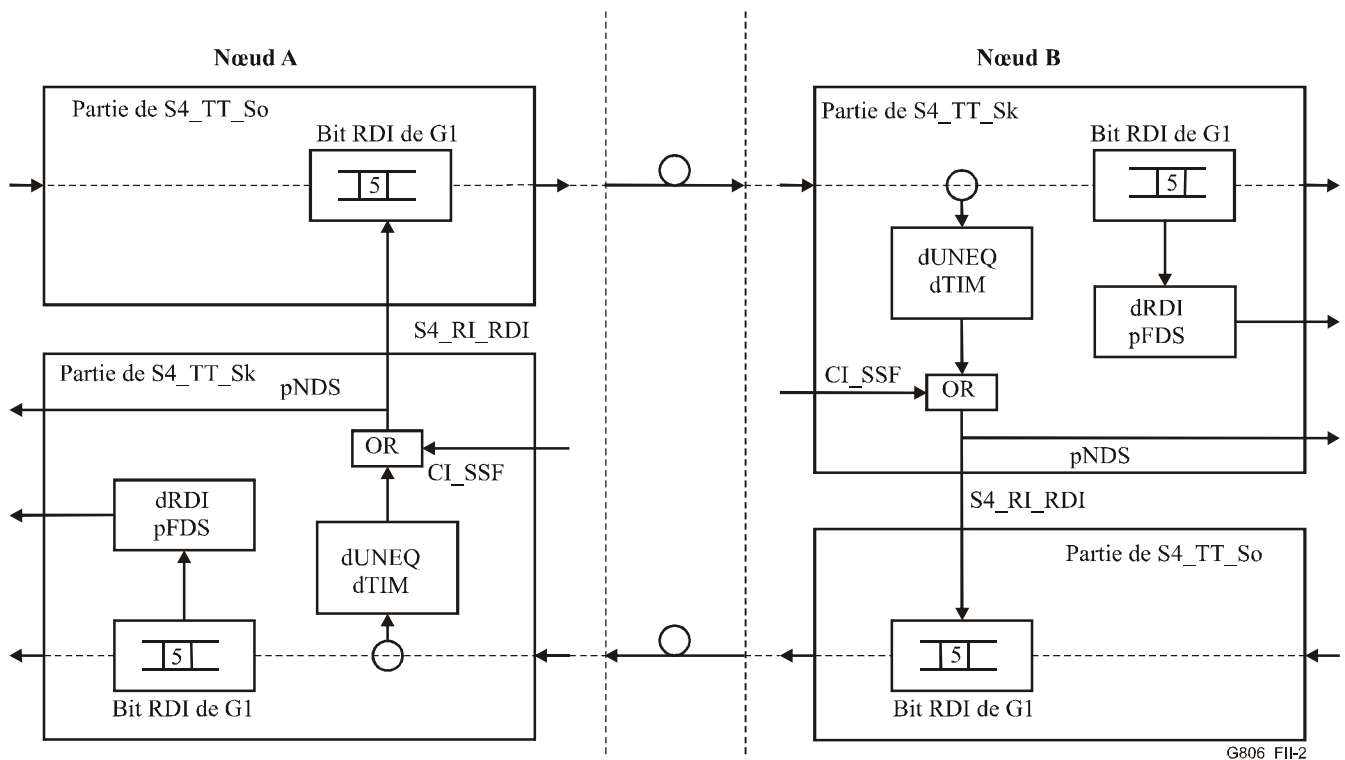 Nœud A
Nœud B
Partie de S4_TT_So
Bit RDI de G1
5
S4_RI_RDI
Partie de S4_TT_Sk
pNDS
OR
CI_SSF
dRDI
pFDS
dUNEQ
dTIM
5
Bit RDI de G1
Partie de S4_TT_Sk
Bit RDI de G1
5
dUNEQ
dTIM
dRDI
pFDS
CI_SSF
OR
pNDS
S4_RI_RDI
Partie de S4_TT_So
5
Bit RDI de G1
G806_FII-2